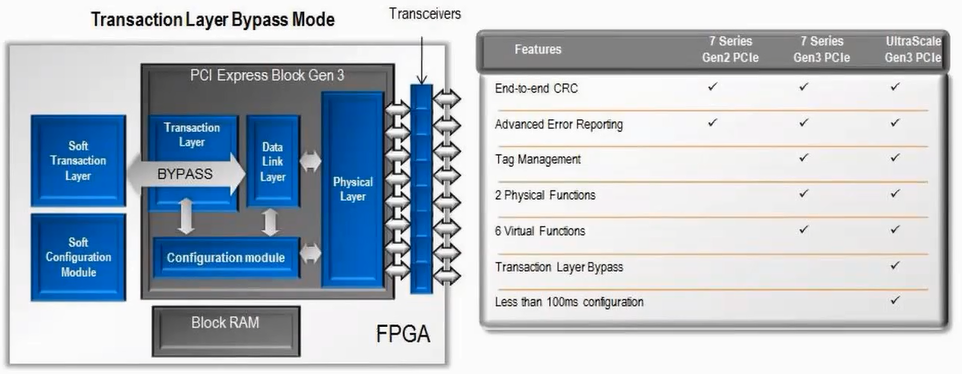 Transaction Layer Bypass Mode
Transceivers
PCI Express Block Gen 3
Soft
Transaction
Layer
Transaction
Layer
BYPASS
Data
Link
Layer
Physical
Layer
Soft
Configuration
Module
Configuration module
Block RAM
FPGA
Features
7 Series
Gen2 PCIe
7 Series
Gen3 PCIe
UltraScale
Gen3 PCIe
End-to-end CRC ✓ ✓ ✓
Advanced Error Reporting ✓ ✓ ✓
Tag Management ✓ ✓
2 Physical Functions ✓ ✓
6 Virtual Functions ✓ ✓
Transaction Layer Bypass ✓
Less than 100ms configuration ✓